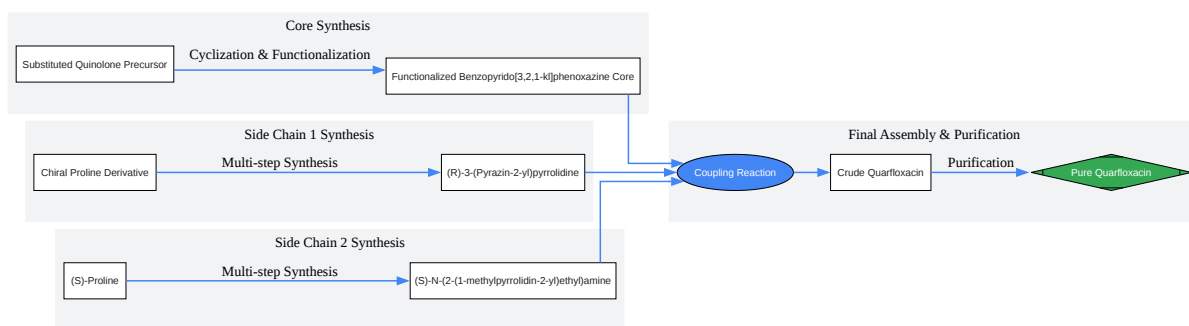 Core Synthesis
Substituted Quinolone Precursor
Cyclization & Functionalization
Functionalized Benzopyrido[3,2,1-kl]phenoxazine Core
Side Chain 1 Synthesis
Chiral Proline Derivative
Multi-step Synthesis
(R)-3-(Pyrazin-2-yl)pyrrolidine
Side Chain 2 Synthesis
(S)-Proline
Multi-step Synthesis
(S)-N-(2-(1-methylpyrrolidin-2-yl)ethyl)amine
Final Assembly & Purification
Coupling Reaction
Crude Quarfloxacin
Purification
Pure Quarfloxacin